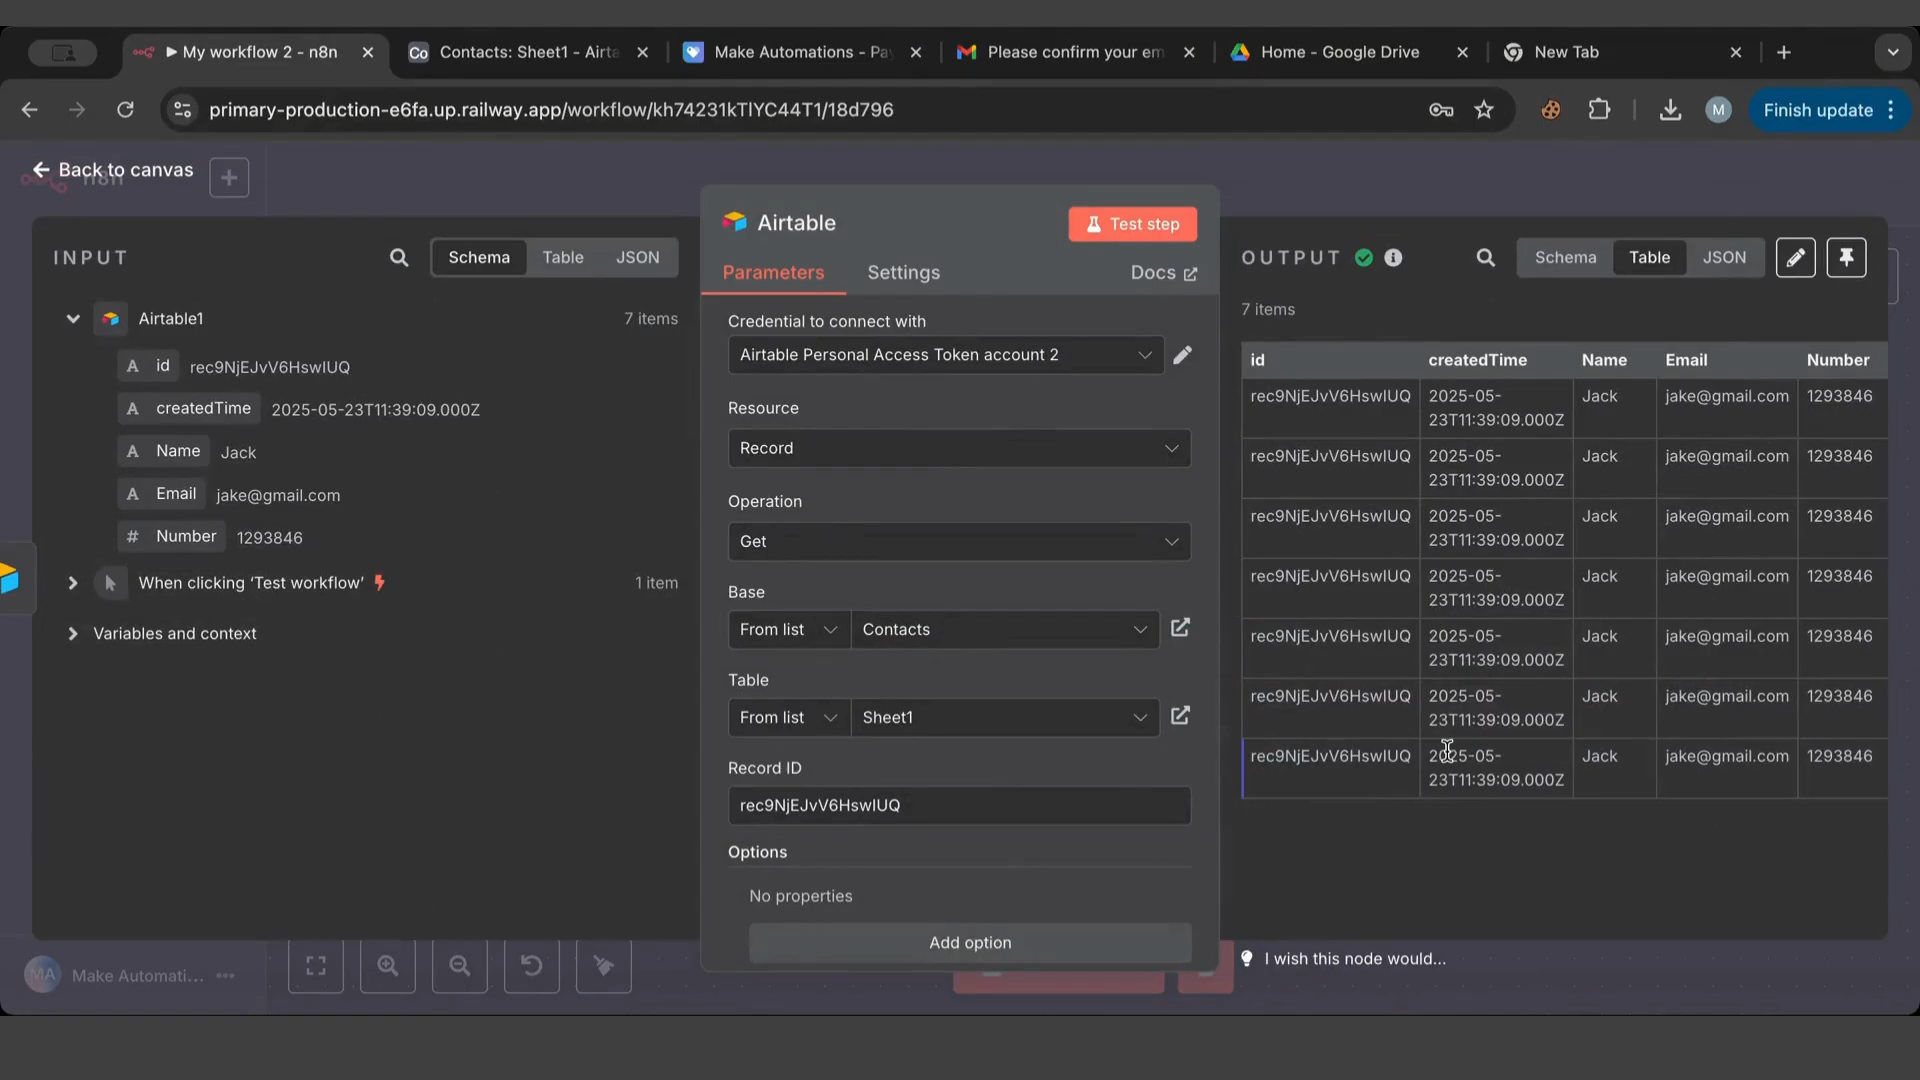 My workflow 2 - n8n
Contacts: Sheet1 - Airta
Make Automations - Pa
Please confirm your em
Home - Google Drive
New Tab
primary-production-e6fa.up.railway.app/workflow/kh74231kTlYC44T1/18d796
M
Finish update
Back to canvas
n8n
INPUT
Schema
Table
JSON
Airtable1
7 items
A id rec9NjEJvV6HswIUQ
A createdTime 2025-05-23T11:39:09.000Z
A Name Jack
A Email jake@gmail.com
# Number 1293846
When clicking ‘Test workflow’
1 item
Variables and context
Airtable
Test step
Parameters
Settings
Docs
Credential to connect with
Airtable Personal Access Token account 2
Resource
Record
Operation
Get
Base
From list
Contacts
Table
From list
Sheet1
Record ID
rec9NjEJvV6HswIUQ
Options
No properties
Add option
OUTPUT
Schema
Table
JSON
7 items
id createdTime Name Email Number
rec9NjEJvV6HswIUQ 2025-05- Jack jake@gmail.com 1293846
23T11:39:09.000Z
rec9NjEJvV6HswIUQ 2025-05- Jack jake@gmail.com 1293846
23T11:39:09.000Z
rec9NjEJvV6HswIUQ 2025-05- Jack jake@gmail.com 1293846
23T11:39:09.000Z
rec9NjEJvV6HswIUQ 2025-05- Jack jake@gmail.com 1293846
23T11:39:09.000Z
rec9NjEJvV6HswIUQ 2025-05- Jack jake@gmail.com 1293846
23T11:39:09.000Z
rec9NjEJvV6HswIUQ 2025-05- Jack jake@gmail.com 1293846
23T11:39:09.000Z
rec9NjEJvV6HswIUQ 2025-05- Jack jake@gmail.com 1293846
23T11:39:09.000Z
I wish this node would...
MA
Make Automati...